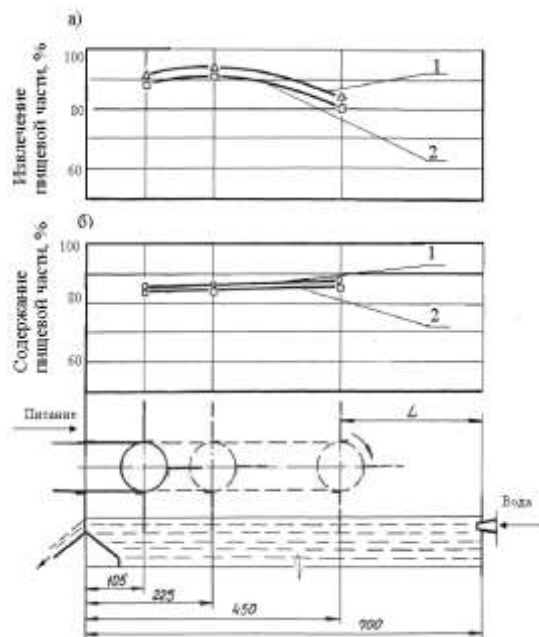 а)
Извлечение
пищевой части, %
100
80
60
1
2
б)
Содержание
пищевой части, %
100
80
60
1
2
Питание
L
Вода
105
225
450
700